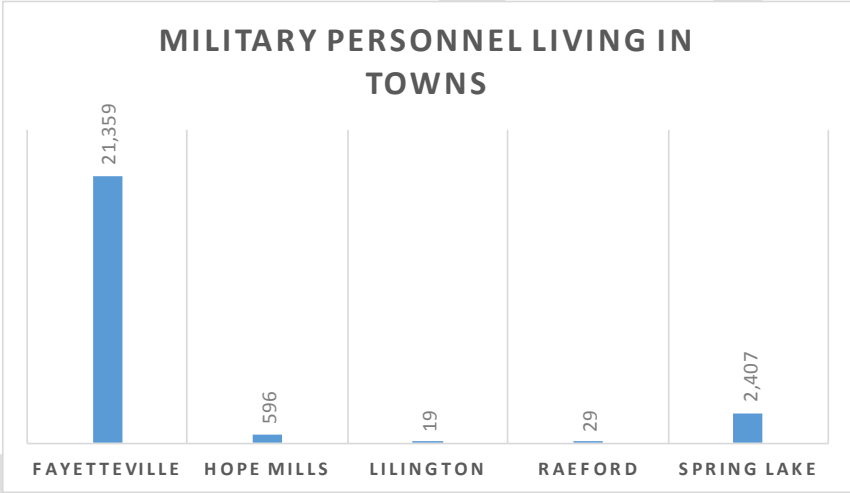 MILITARY PERSONNEL LIVING IN
TOWNS
21,359
596
19
29
2,407
FAYETTEVILLE HOPE MILLS LILINGTON RAEFORD SPRING LAKE